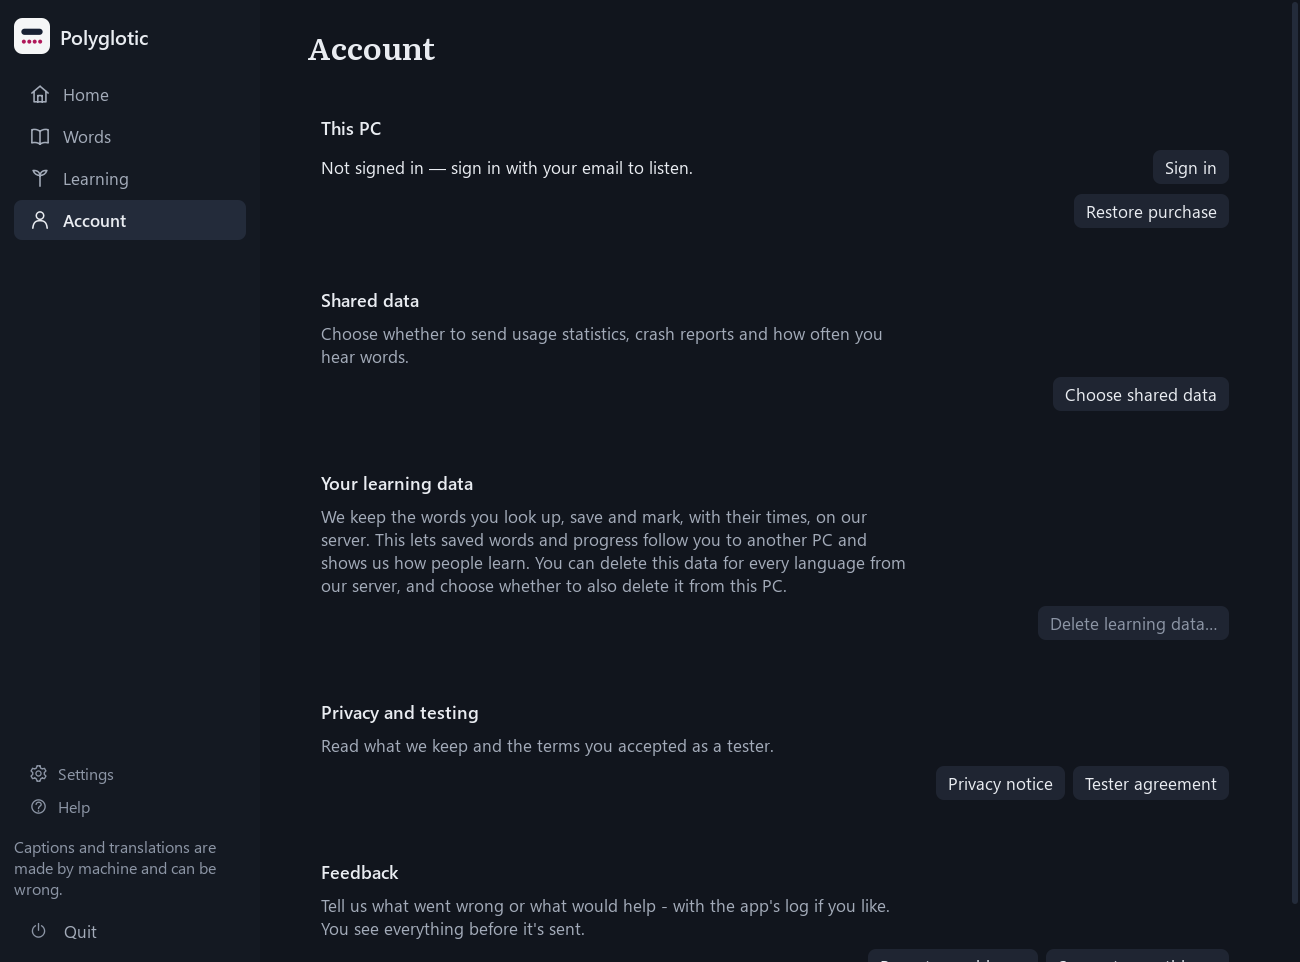 Polyglotic
Home
Words
Learning
Account
Settings
Help
Captions and translations are
made by machine and can be
wrong.
Quit
Account
This PC
Not signed in — sign in with your email to listen.
Sign in
Restore purchase
Shared data
Choose whether to send usage statistics, crash reports and how often you
hear words.
Choose shared data
Your learning data
We keep the words you look up, save and mark, with their times, on our
server. This lets saved words and progress follow you to another PC and
shows us how people learn. You can delete this data for every language from
our server, and choose whether to also delete it from this PC.
Delete learning data...
Privacy and testing
Read what we keep and the terms you accepted as a tester.
Privacy notice
Tester agreement
Feedback
Tell us what went wrong or what would help - with the app's log if you like.
You see everything before it's sent.